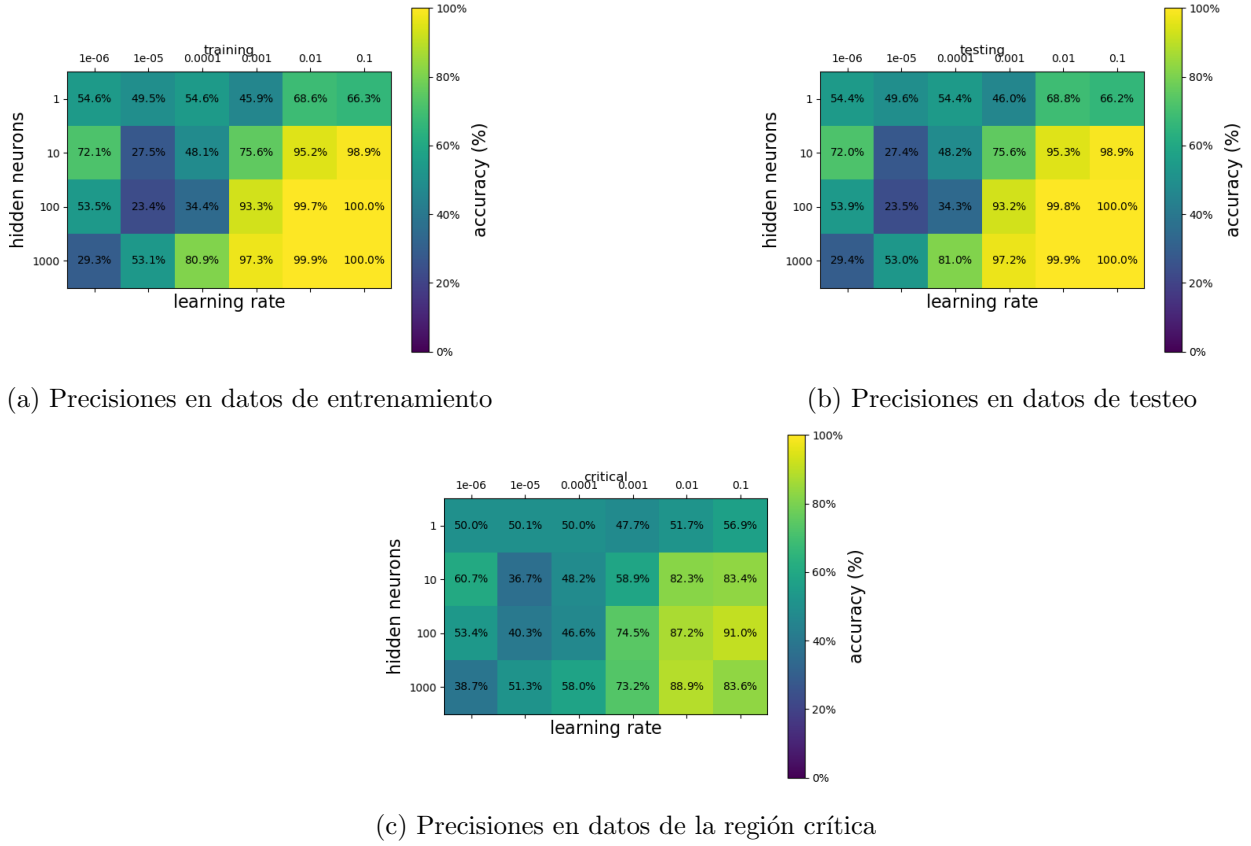 training
1e-06 1e-05 0.0001 0.001 0.01 0.1
1 54.6% 49.5% 54.6% 45.9% 68.6% 66.3%
10 72.1% 27.5% 48.1% 75.6% 95.2% 98.9%
100 53.5% 23.4% 34.4% 93.3% 99.7% 100.0%
1000 29.3% 53.1% 80.9% 97.3% 99.9% 100.0%
hidden neurons
learning rate
100%
80%
60%
40%
20%
0%
accuracy (%)
(a) Precisiones en datos de entrenamiento
testing
1e-06 1e-05 0.0001 0.001 0.01 0.1
1 54.4% 49.6% 54.4% 46.0% 68.8% 66.2%
10 72.0% 27.4% 48.2% 75.6% 95.3% 98.9%
100 53.9% 23.5% 34.3% 93.2% 99.8% 100.0%
1000 29.4% 53.0% 81.0% 97.2% 99.9% 100.0%
hidden neurons
learning rate
100%
80%
60%
40%
20%
0%
accuracy (%)
(b) Precisiones en datos de testeo
critical
1e-06 1e-05 0.0001 0.001 0.01 0.1
1 50.0% 50.1% 50.0% 47.7% 51.7% 56.9%
10 60.7% 36.7% 48.2% 58.9% 82.3% 83.4%
100 53.4% 40.3% 46.6% 74.5% 87.2% 91.0%
1000 38.7% 51.3% 58.0% 73.2% 88.9% 83.6%
hidden neurons
learning rate
100%
80%
60%
40%
20%
0%
accuracy (%)
(c) Precisiones en datos de la región crítica